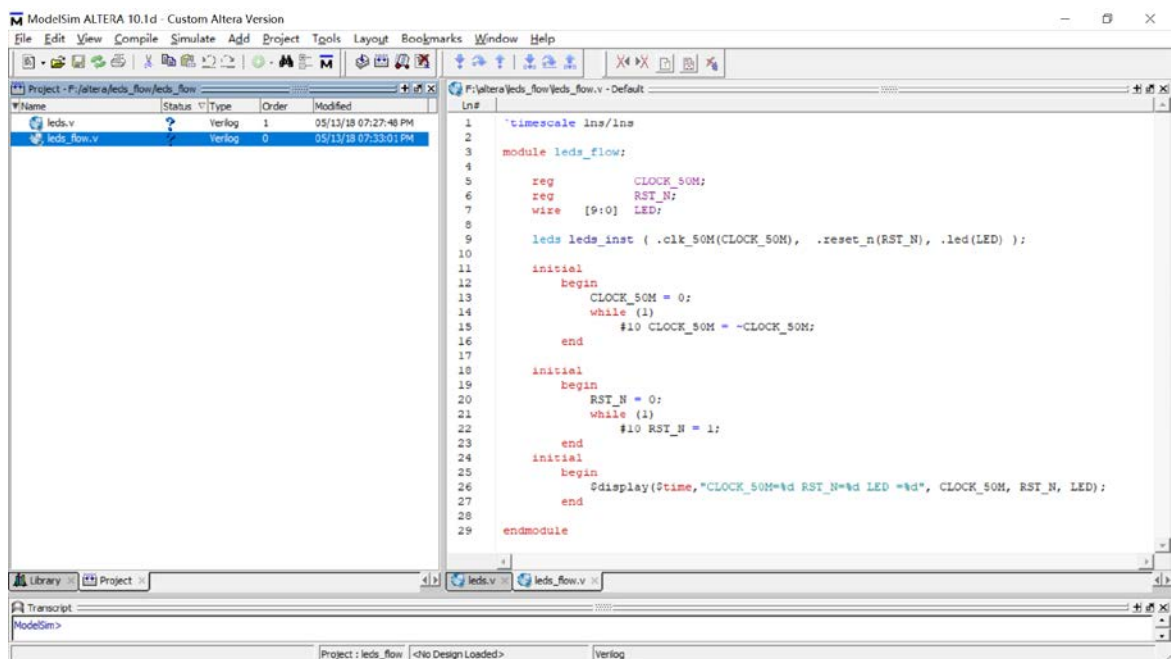 ModelSim ALTERA 10.1d - Custom Altera Version
File Edit View Compile Simulate Add Project Tools Layout Bookmarks Window Help
Project - F:/altera/leds_flow/leds_flow
Name Status Type Order Modified
leds.v ? Verilog 1 05/13/18 07:27:48 PM
leds_flow.v ? Verilog 0 05/13/18 07:33:01 PM
F:\altera\leds_flow\leds_flow.v - Default
Ln#
1 `timescale 1ns/1ns
2
3 module leds_flow;
4
5 reg CLOCK_50M;
6 reg RST_N;
7 wire [9:0] LED;
8
9 leds leds_inst ( .clk_50M(CLOCK_50M), .reset_n(RST_N), .led(LED) );
10
11 initial
12 begin
13 CLOCK_50M = 0;
14 while (1)
15 #10 CLOCK_50M = ~CLOCK_50M;
16 end
17
18 initial
19 begin
20 RST_N = 0;
21 while (1)
22 #10 RST_N = 1;
23 end
24 initial
25 begin
26 $display($time,"CLOCK_50M=%d RST_N=%d LED =%d", CLOCK_50M, RST_N, LED);
27 end
28
29 endmodule
Library Project
leds.v leds_flow.v
Transcript
ModelSim>
Project : leds_flow <No Design Loaded> Verilog